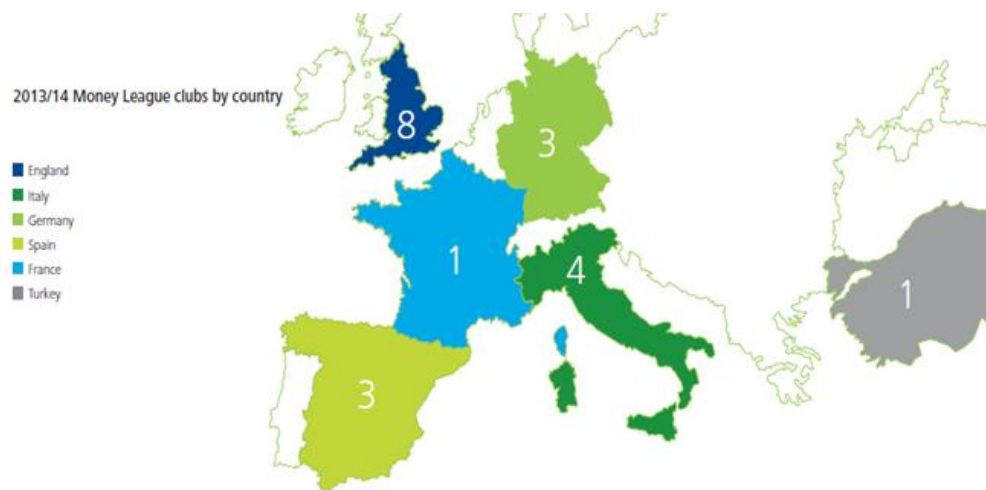 2013/14 Money League clubs by country
England
Italy
Germany
Spain
France
Turkey
8
3
1
4
1
3